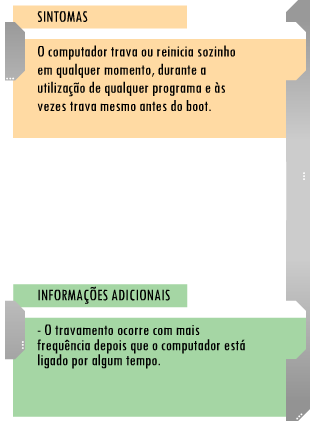 SINTOMAS
O computador trava ou reinicia sozinho
em qualquer momento, durante a
utilização de qualquer programa e às
vezes trava mesmo antes do boot.
INFORMAÇÕES ADICIONAIS
- O travamento ocorre com mais
frequência depois que o computador está
ligado por algum tempo.